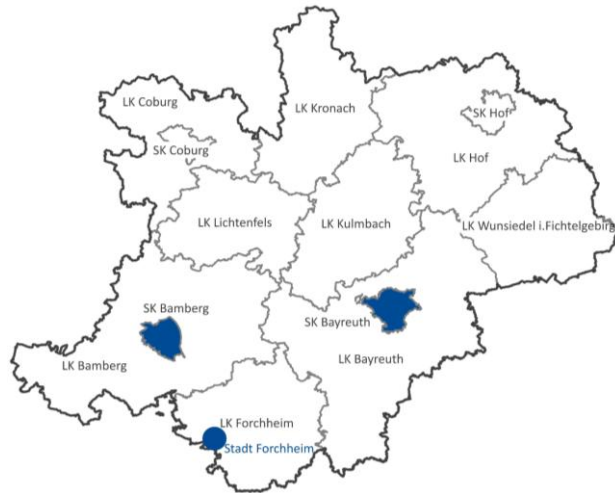 LK Coburg
LK Kronach
SK Hof
SK Coburg
LK Hof
LK Lichtenfels
LK Kulmbach
LK Wunsiedel i.Fichtelgebirg
SK Bamberg
SK Bayreuth
LK Bamberg
LK Bayreuth
LK Forchheim
Stadt Forchheim